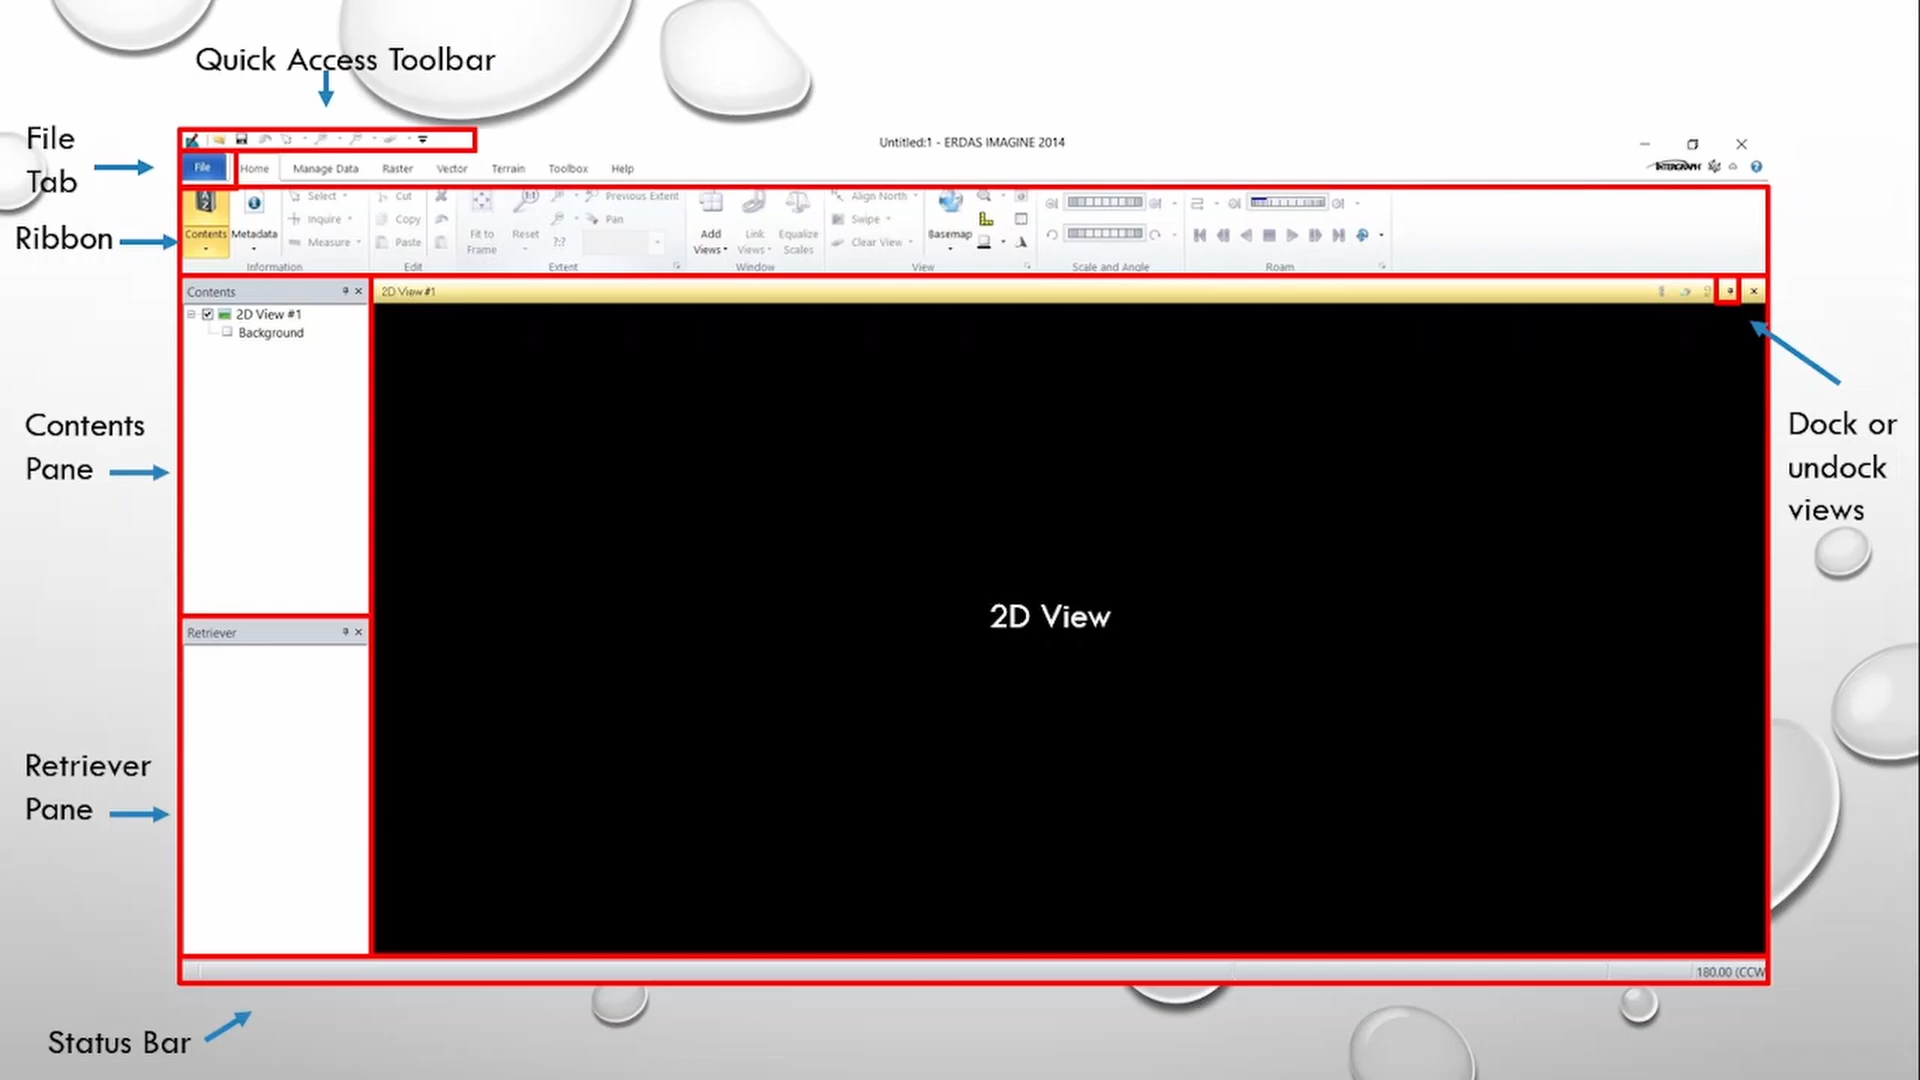 Quick Access Toolbar
File
Tab
Untitled:1 - ERDAS IMAGINE 2014
File Home Manage Data Raster Vector Terrain Toolbox Help
INTERGRAPH
Ribbon
Contents
Metadata
Select
Inquire
Measure
Information
Cut
Copy
Paste
Edit
Fit to
Frame
Reset
1:1
?:?
Previous Extent
Pan
Extent
Add
Views
Link
Views
Equalize
Scales
Window
Align North
Swipe
Clear View
Basemap
View
Scale and Angle
Roam
Contents
2D View #1
Background
2D View #1
Contents
Pane
Dock or
undock
views
2D View
Retriever
Retriever
Pane
180.00 (CCW
Status Bar